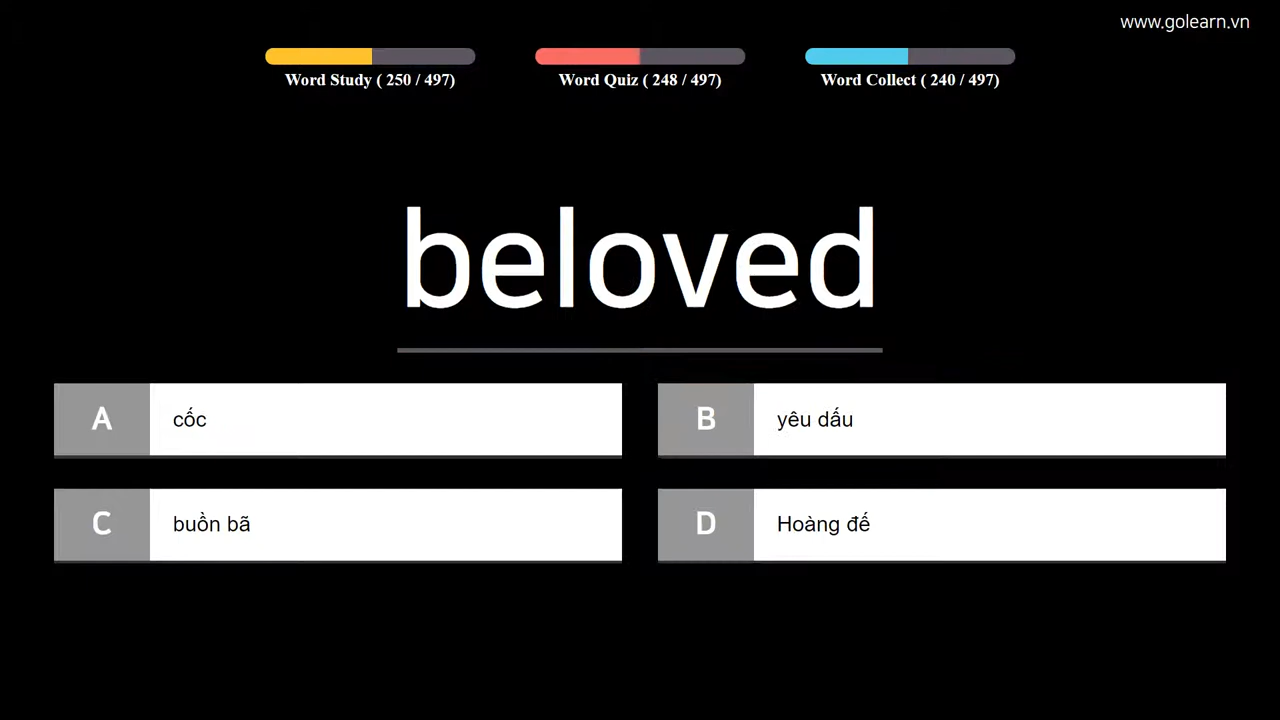 www.golearn.vn
Word Study ( 250 / 497)
Word Quiz ( 248 / 497)
Word Collect ( 240 / 497)
beloved
A cốc
B yêu dấu
C buồn bã
D Hoàng đế